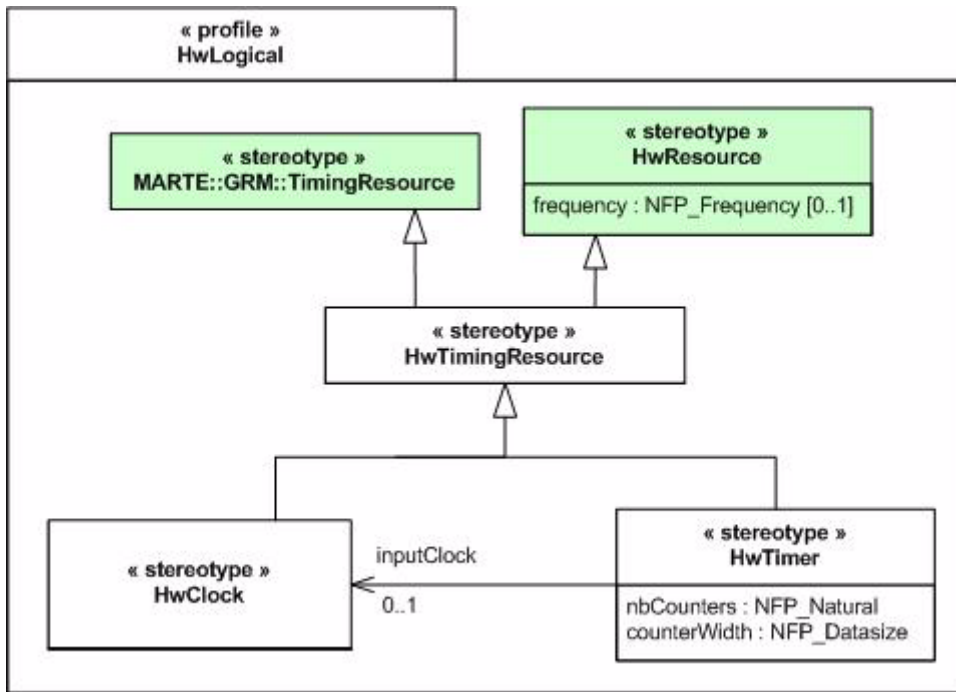 « profile »
HwLogical
« stereotype »
MARTE::GRM::TimingResource
« stereotype »
HwResource
frequency : NFP_Frequency [0..1]
« stereotype »
HwTimingResource
« stereotype »
HwClock
inputClock
0..1
« stereotype »
HwTimer
nbCounters : NFP_Natural
counterWidth : NFP_Datasize